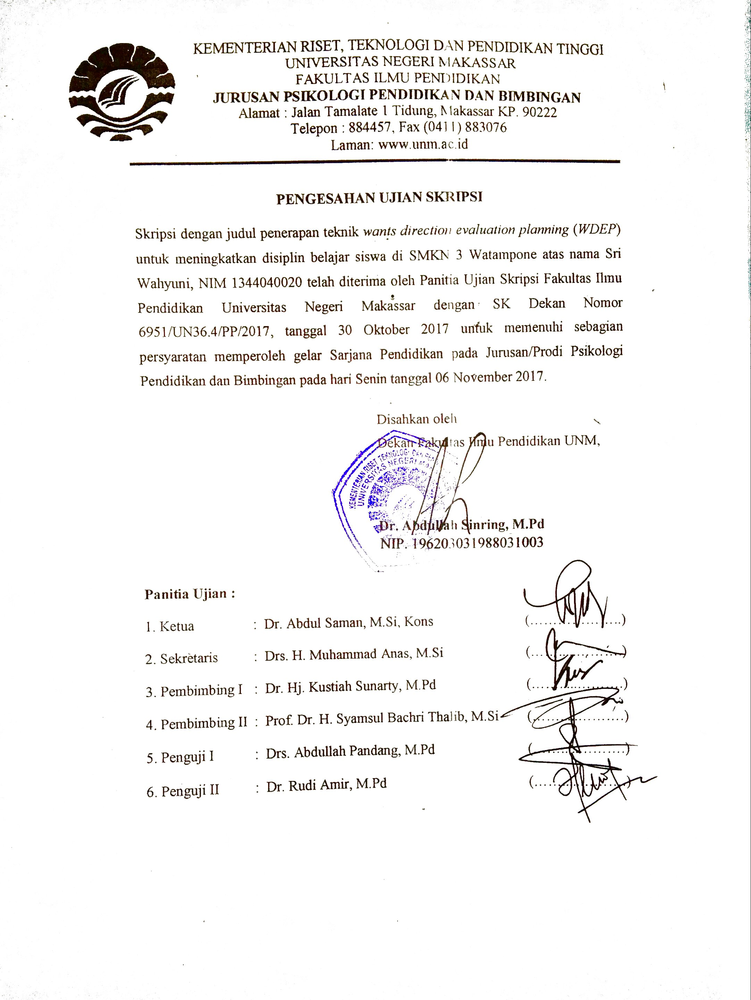 KEMENTERIAN RISET, TEKNOLOGI DAN PENDIDIKAN TINGGI
UNIVERSITAS NEGERI MAKASSAR
FAKULTAS ILMU PENDIDIKAN
JURUSAN PSIKOLOGI PENDIDIKAN DAN BIMBINGAN
Alamat : Jalan Tamalate 1 Tidung, Makassar KP. 90222
Telepon : 884457, Fax (0411) 883076
Laman: www.unm.ac.id
PENGESAHAN UJIAN SKRIPSI
Skripsi dengan judul penerapan teknik wants direction evaluation planning (WDEP)
untuk meningkatkan disiplin belajar siswa di SMKN 3 Watampone atas nama Sri
Wahyuni, NIM 1344040020 telah diterima oleh Panitia Ujian Skripsi Fakultas Ilmu
Pendidikan Universitas Negeri Makassar dengan SK Dekan Nomor
6951/UN36.4/PP/2017, tanggal 30 Oktober 2017 untuk memenuhi sebagian
persyaratan memperoleh gelar Sarjana Pendidikan pada Jurusan/Prodi Psikologi
Pendidikan dan Bimbingan pada hari Senin tanggal 06 November 2017.
Disahkan oleh
Dekan Fakultas Ilmu Pendidikan UNM,
KEMENTERIAN RISET TEKNOLOGI DAN PEND
UNIVERSITAS NEGERI MA
Dr. Abdullah Sinring, M.Pd
NIP. 196203031988031003
Panitia Ujian :
1. Ketua : Dr. Abdul Saman, M.Si, Kons (....................)
2. Sekretaris : Drs. H. Muhammad Anas, M.Si (....................)
3. Pembimbing I : Dr. Hj. Kustiah Sunarty, M.Pd (....................)
4. Pembimbing II : Prof. Dr. H. Syamsul Bachri Thalib, M.Si (....................)
5. Penguji I : Drs. Abdullah Pandang, M.Pd (....................)
6. Penguji II : Dr. Rudi Amir, M.Pd (....................)